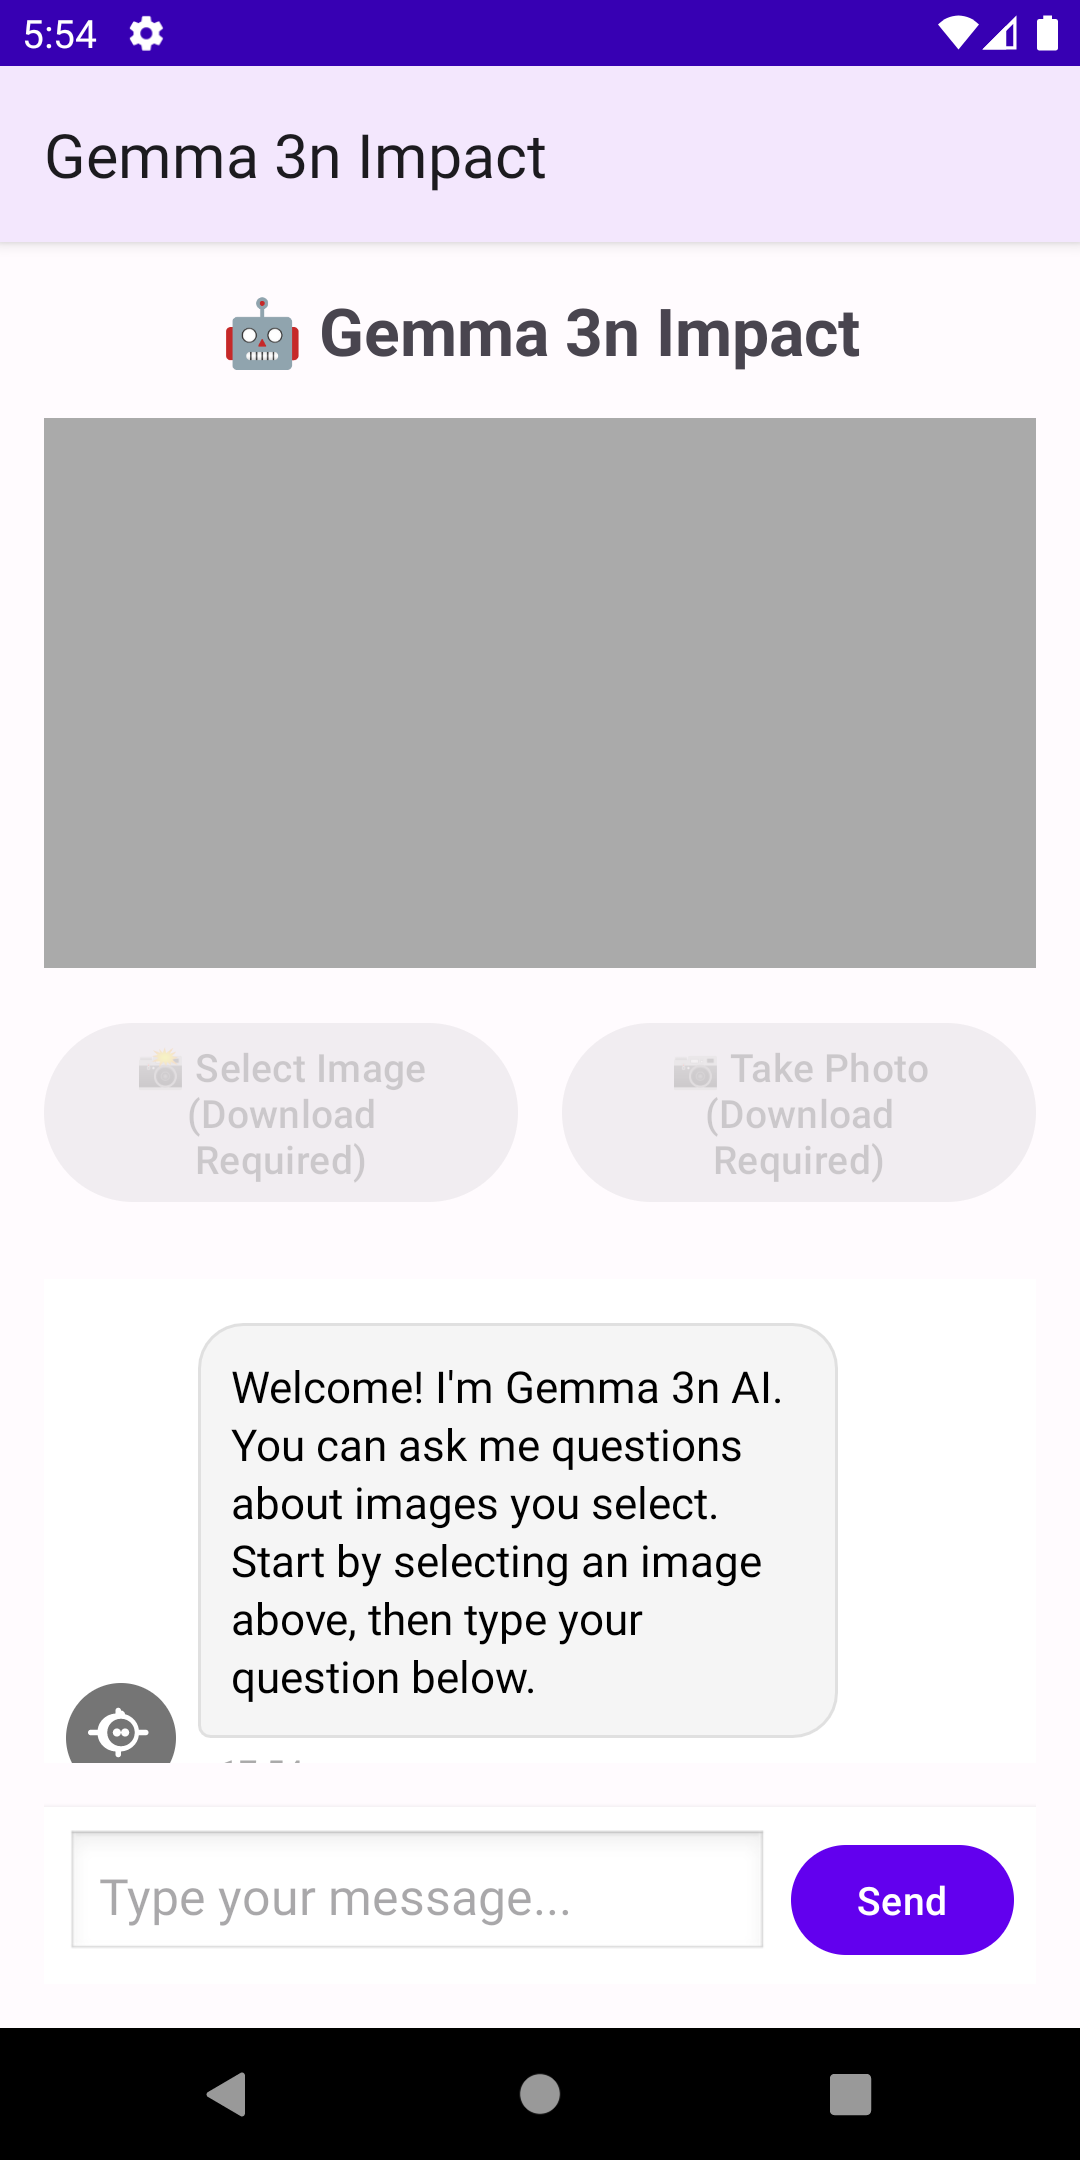 5:54
Gemma 3n Impact
🤖 Gemma 3n Impact
📸 Select Image
(Download
Required)
📷 Take Photo
(Download
Required)
Welcome! I'm Gemma 3n AI.
You can ask me questions
about images you select.
Start by selecting an image
above, then type your
question below.
Type your message...
Send